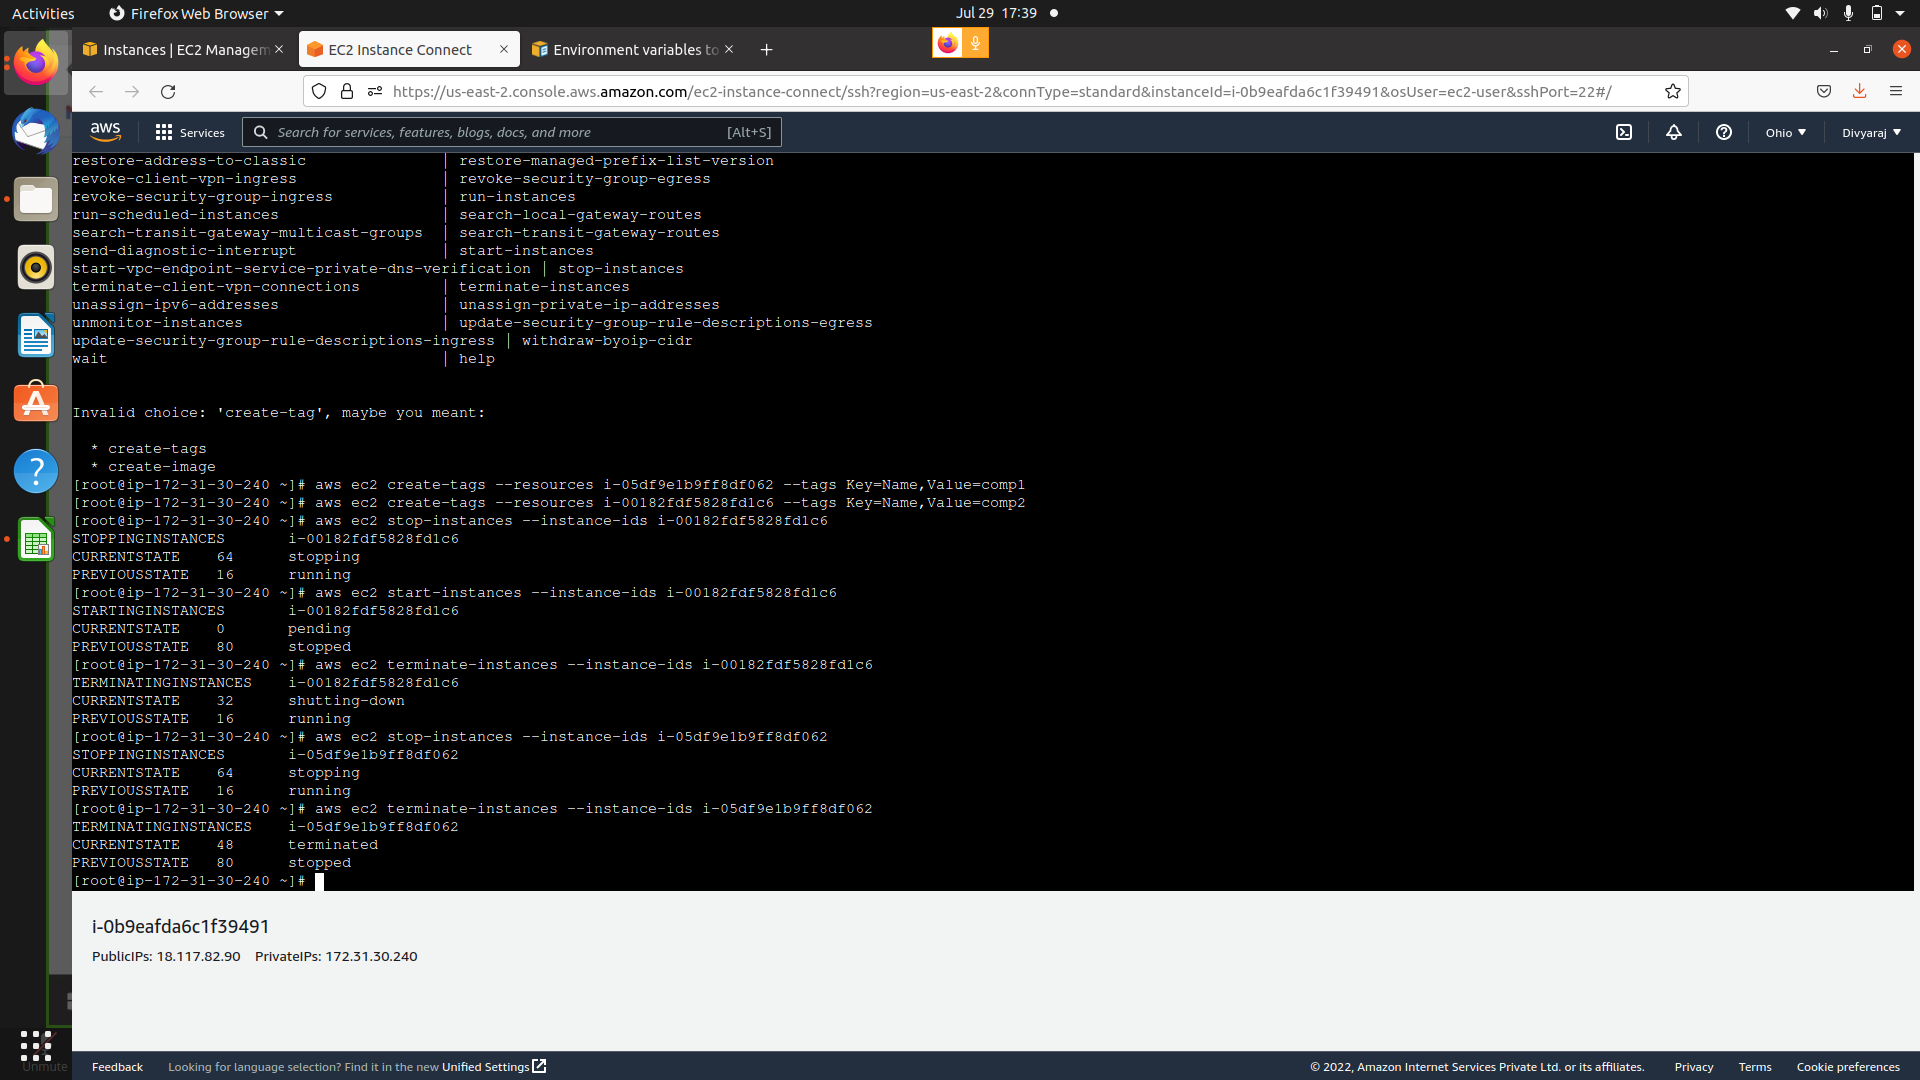 Activities
Firefox Web Browser
Jul 29 17:39
Instances | EC2 Managem
EC2 Instance Connect
Environment variables to
https://us-east-2.console.aws.amazon.com/ec2-instance-connect/ssh?region=us-east-2&connType=standard&instanceId=i-0b9eafda6c1f39491&osUser=ec2-user&sshPort=22#/
aws
Services
Search for services, features, blogs, docs, and more
[Alt+S]
Ohio
Divyaraj
restore-address-to-classic | restore-managed-prefix-list-version
revoke-client-vpn-ingress | revoke-security-group-egress
revoke-security-group-ingress | run-instances
run-scheduled-instances | search-local-gateway-routes
search-transit-gateway-multicast-groups | search-transit-gateway-routes
send-diagnostic-interrupt | start-instances
start-vpc-endpoint-service-private-dns-verification | stop-instances
terminate-client-vpn-connections | terminate-instances
unassign-ipv6-addresses | unassign-private-ip-addresses
unmonitor-instances | update-security-group-rule-descriptions-egress
update-security-group-rule-descriptions-ingress | withdraw-byoip-cidr
wait | help
Invalid choice: 'create-tag', maybe you meant:
* create-tags
* create-image
[root@ip-172-31-30-240 ~]# aws ec2 create-tags --resources i-05df9e1b9ff8df062 --tags Key=Name,Value=comp1
[root@ip-172-31-30-240 ~]# aws ec2 create-tags --resources i-00182fdf5828fd1c6 --tags Key=Name,Value=comp2
[root@ip-172-31-30-240 ~]# aws ec2 stop-instances --instance-ids i-00182fdf5828fd1c6
STOPPINGINSTANCES i-00182fdf5828fd1c6
CURRENTSTATE 64 stopping
PREVIOUSSTATE 16 running
[root@ip-172-31-30-240 ~]# aws ec2 start-instances --instance-ids i-00182fdf5828fd1c6
STARTINGINSTANCES i-00182fdf5828fd1c6
CURRENTSTATE 0 pending
PREVIOUSSTATE 80 stopped
[root@ip-172-31-30-240 ~]# aws ec2 terminate-instances --instance-ids i-00182fdf5828fd1c6
TERMINATINGINSTANCES i-00182fdf5828fd1c6
CURRENTSTATE 32 shutting-down
PREVIOUSSTATE 16 running
[root@ip-172-31-30-240 ~]# aws ec2 stop-instances --instance-ids i-05df9e1b9ff8df062
STOPPINGINSTANCES i-05df9e1b9ff8df062
CURRENTSTATE 64 stopping
PREVIOUSSTATE 16 running
[root@ip-172-31-30-240 ~]# aws ec2 terminate-instances --instance-ids i-05df9e1b9ff8df062
TERMINATINGINSTANCES i-05df9e1b9ff8df062
CURRENTSTATE 48 terminated
PREVIOUSSTATE 80 stopped
[root@ip-172-31-30-240 ~]#
i-0b9eafda6c1f39491
PublicIPs: 18.117.82.90 PrivateIPs: 172.31.30.240
Unmute
Feedback
Looking for language selection? Find it in the new Unified Settings
© 2022, Amazon Internet Services Private Ltd. or its affiliates.
Privacy
Terms
Cookie preferences